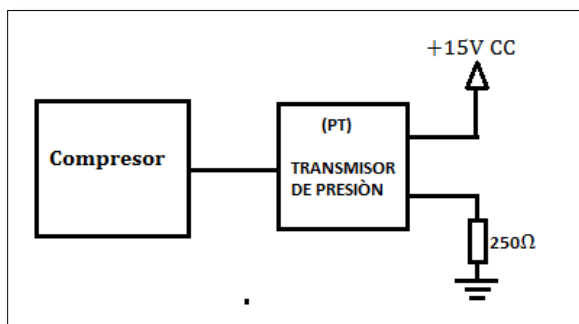 +15V CC
(PT)
Compresor
TRANSMISOR
DE PRESIÒN
250Ω